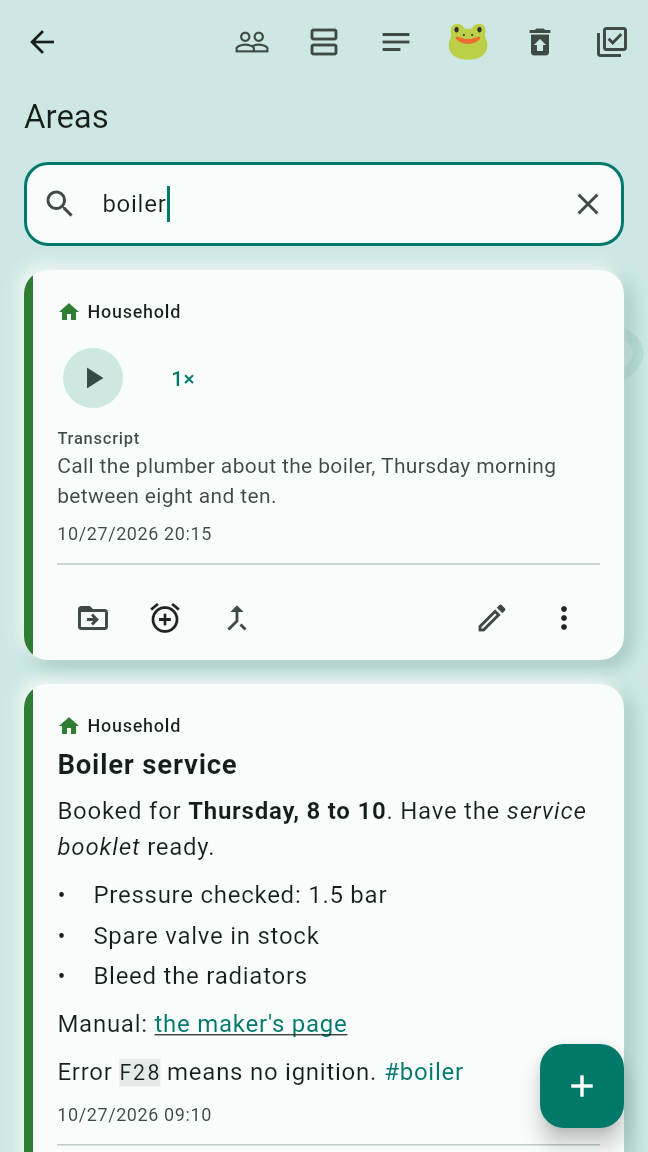 Areas
boiler
Household
1×
Transcript
Call the plumber about the boiler, Thursday morning
between eight and ten.
10/27/2026 20:15
Household
Boiler service
Booked for Thursday, 8 to 10. Have the service
booklet ready.
• Pressure checked: 1.5 bar
• Spare valve in stock
• Bleed the radiators
Manual: the maker's page
Error F28 means no ignition. #boiler
10/27/2026 09:10